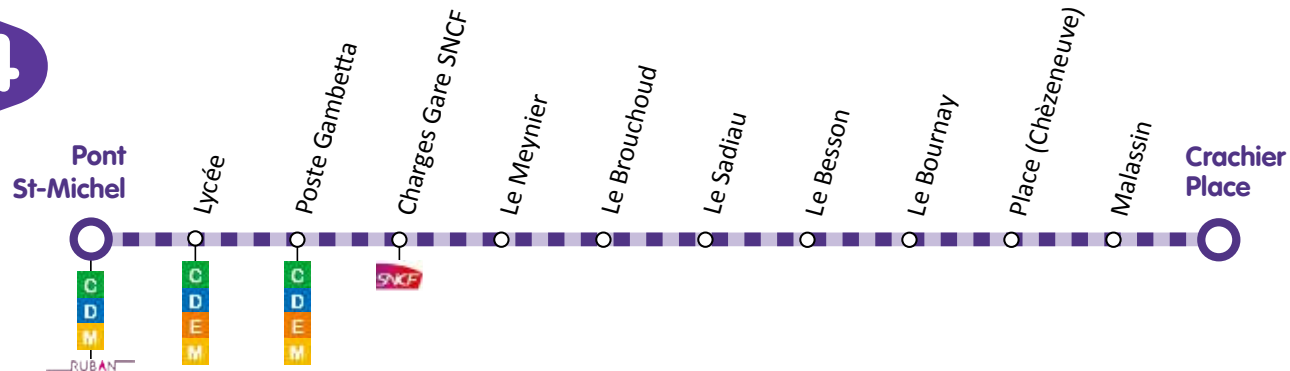 4
Pont
St-Michel
Lycée
Poste Gambetta
Charges Gare SNCF
Le Meynier
Le Brouchoud
Le Sadiau
Le Besson
Le Bournay
Place (Chèzeneuve)
Malassin
Crachier
Place
C
D
M
RUBAN
C
D
E
M
C
D
E
M
SNCF